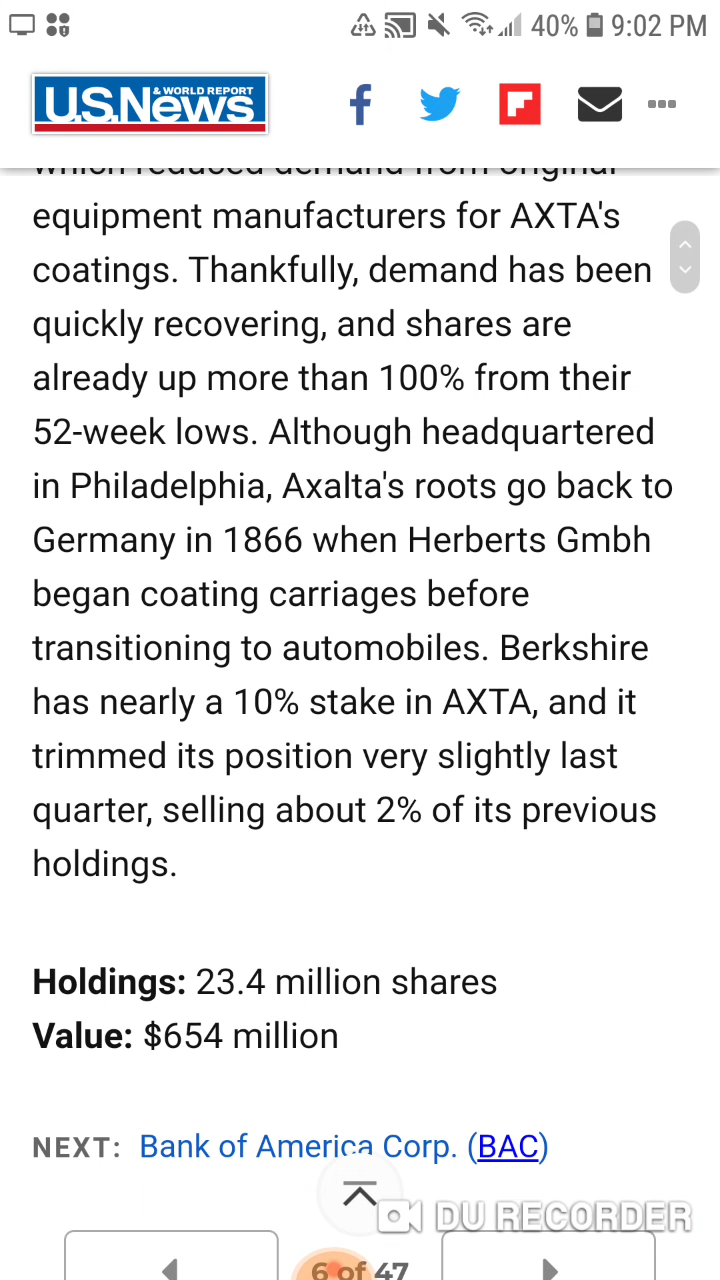 40% 9:02 PM
U.S.News & WORLD REPORT
which reduced demand from original
equipment manufacturers for AXTA's
coatings. Thankfully, demand has been
quickly recovering, and shares are
already up more than 100% from their
52-week lows. Although headquartered
in Philadelphia, Axalta's roots go back to
Germany in 1866 when Herberts Gmbh
began coating carriages before
transitioning to automobiles. Berkshire
has nearly a 10% stake in AXTA, and it
trimmed its position very slightly last
quarter, selling about 2% of its previous
holdings.
Holdings: 23.4 million shares
Value: $654 million
NEXT: Bank of America Corp. (BAC)
DU RECORDER
6 of 47